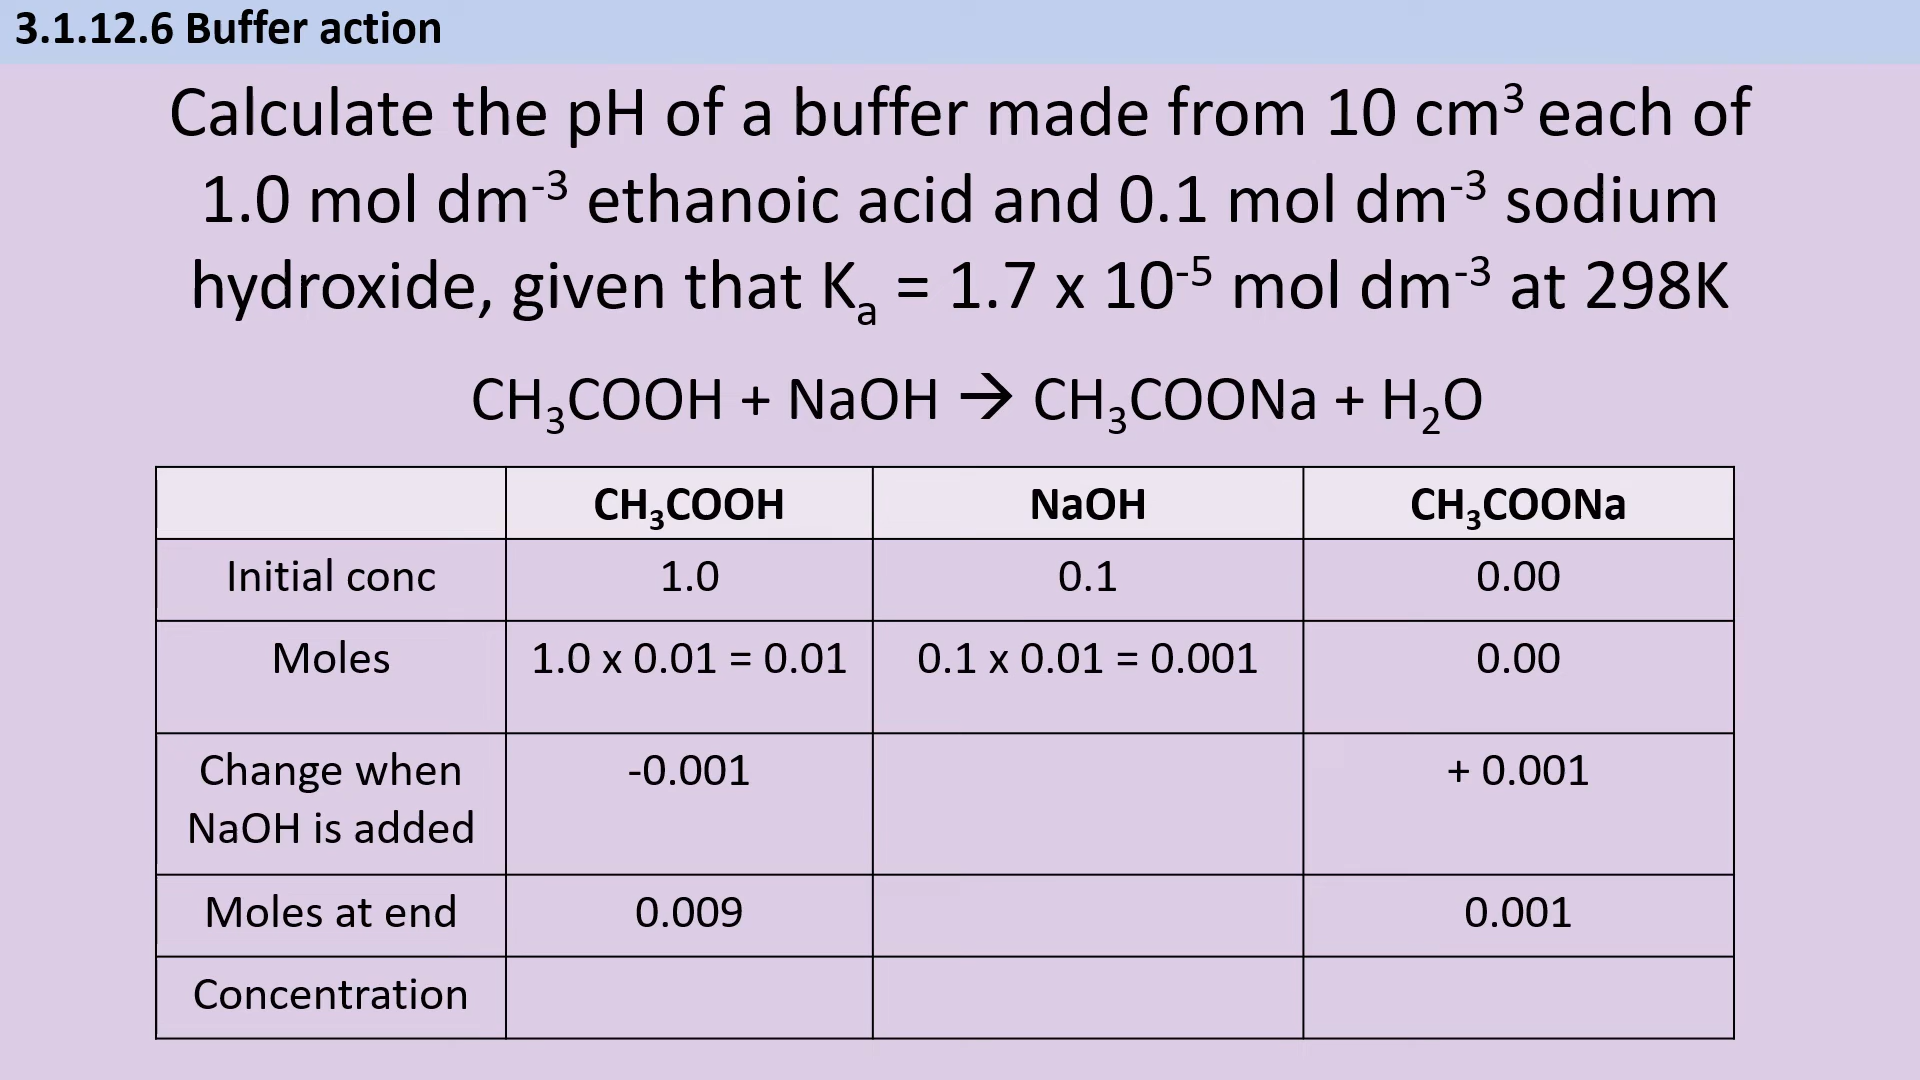 3.1.12.6 Buffer action
Calculate the pH of a buffer made from 10 cm³ each of
1.0 mol dm⁻³ ethanoic acid and 0.1 mol dm⁻³ sodium
hydroxide, given that Kₐ = 1.7 x 10⁻⁵ mol dm⁻³ at 298K
CH₃COOH + NaOH → CH₃COONa + H₂O
CH₃COOH NaOH CH₃COONa
Initial conc 1.0 0.1 0.00
Moles 1.0 x 0.01 = 0.01 0.1 x 0.01 = 0.001 0.00
Change when -0.001 + 0.001
NaOH is added
Moles at end 0.009 0.001
Concentration